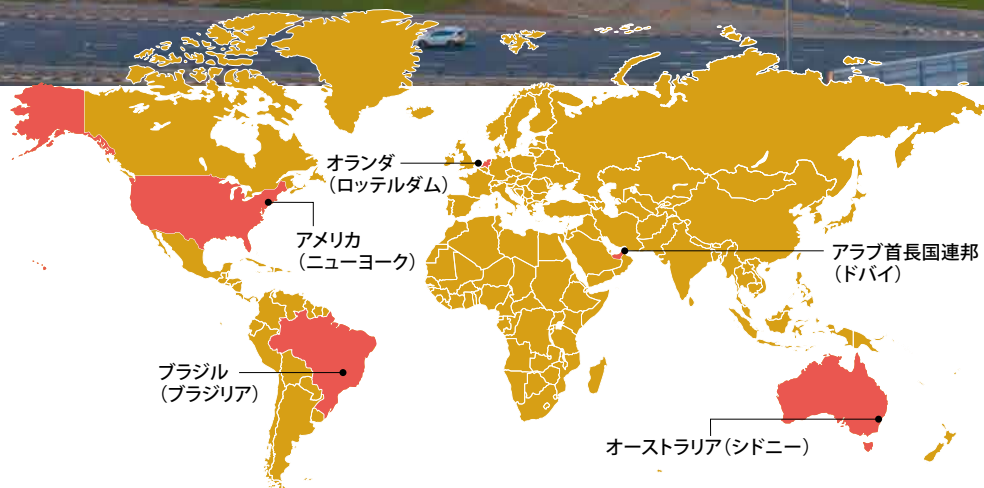 オランダ
（ロッテルダム）
アメリカ
（ニューヨーク）
アラブ首長国連邦
（ドバイ）
ブラジル
（ブラジリア）
オーストラリア（シドニー）